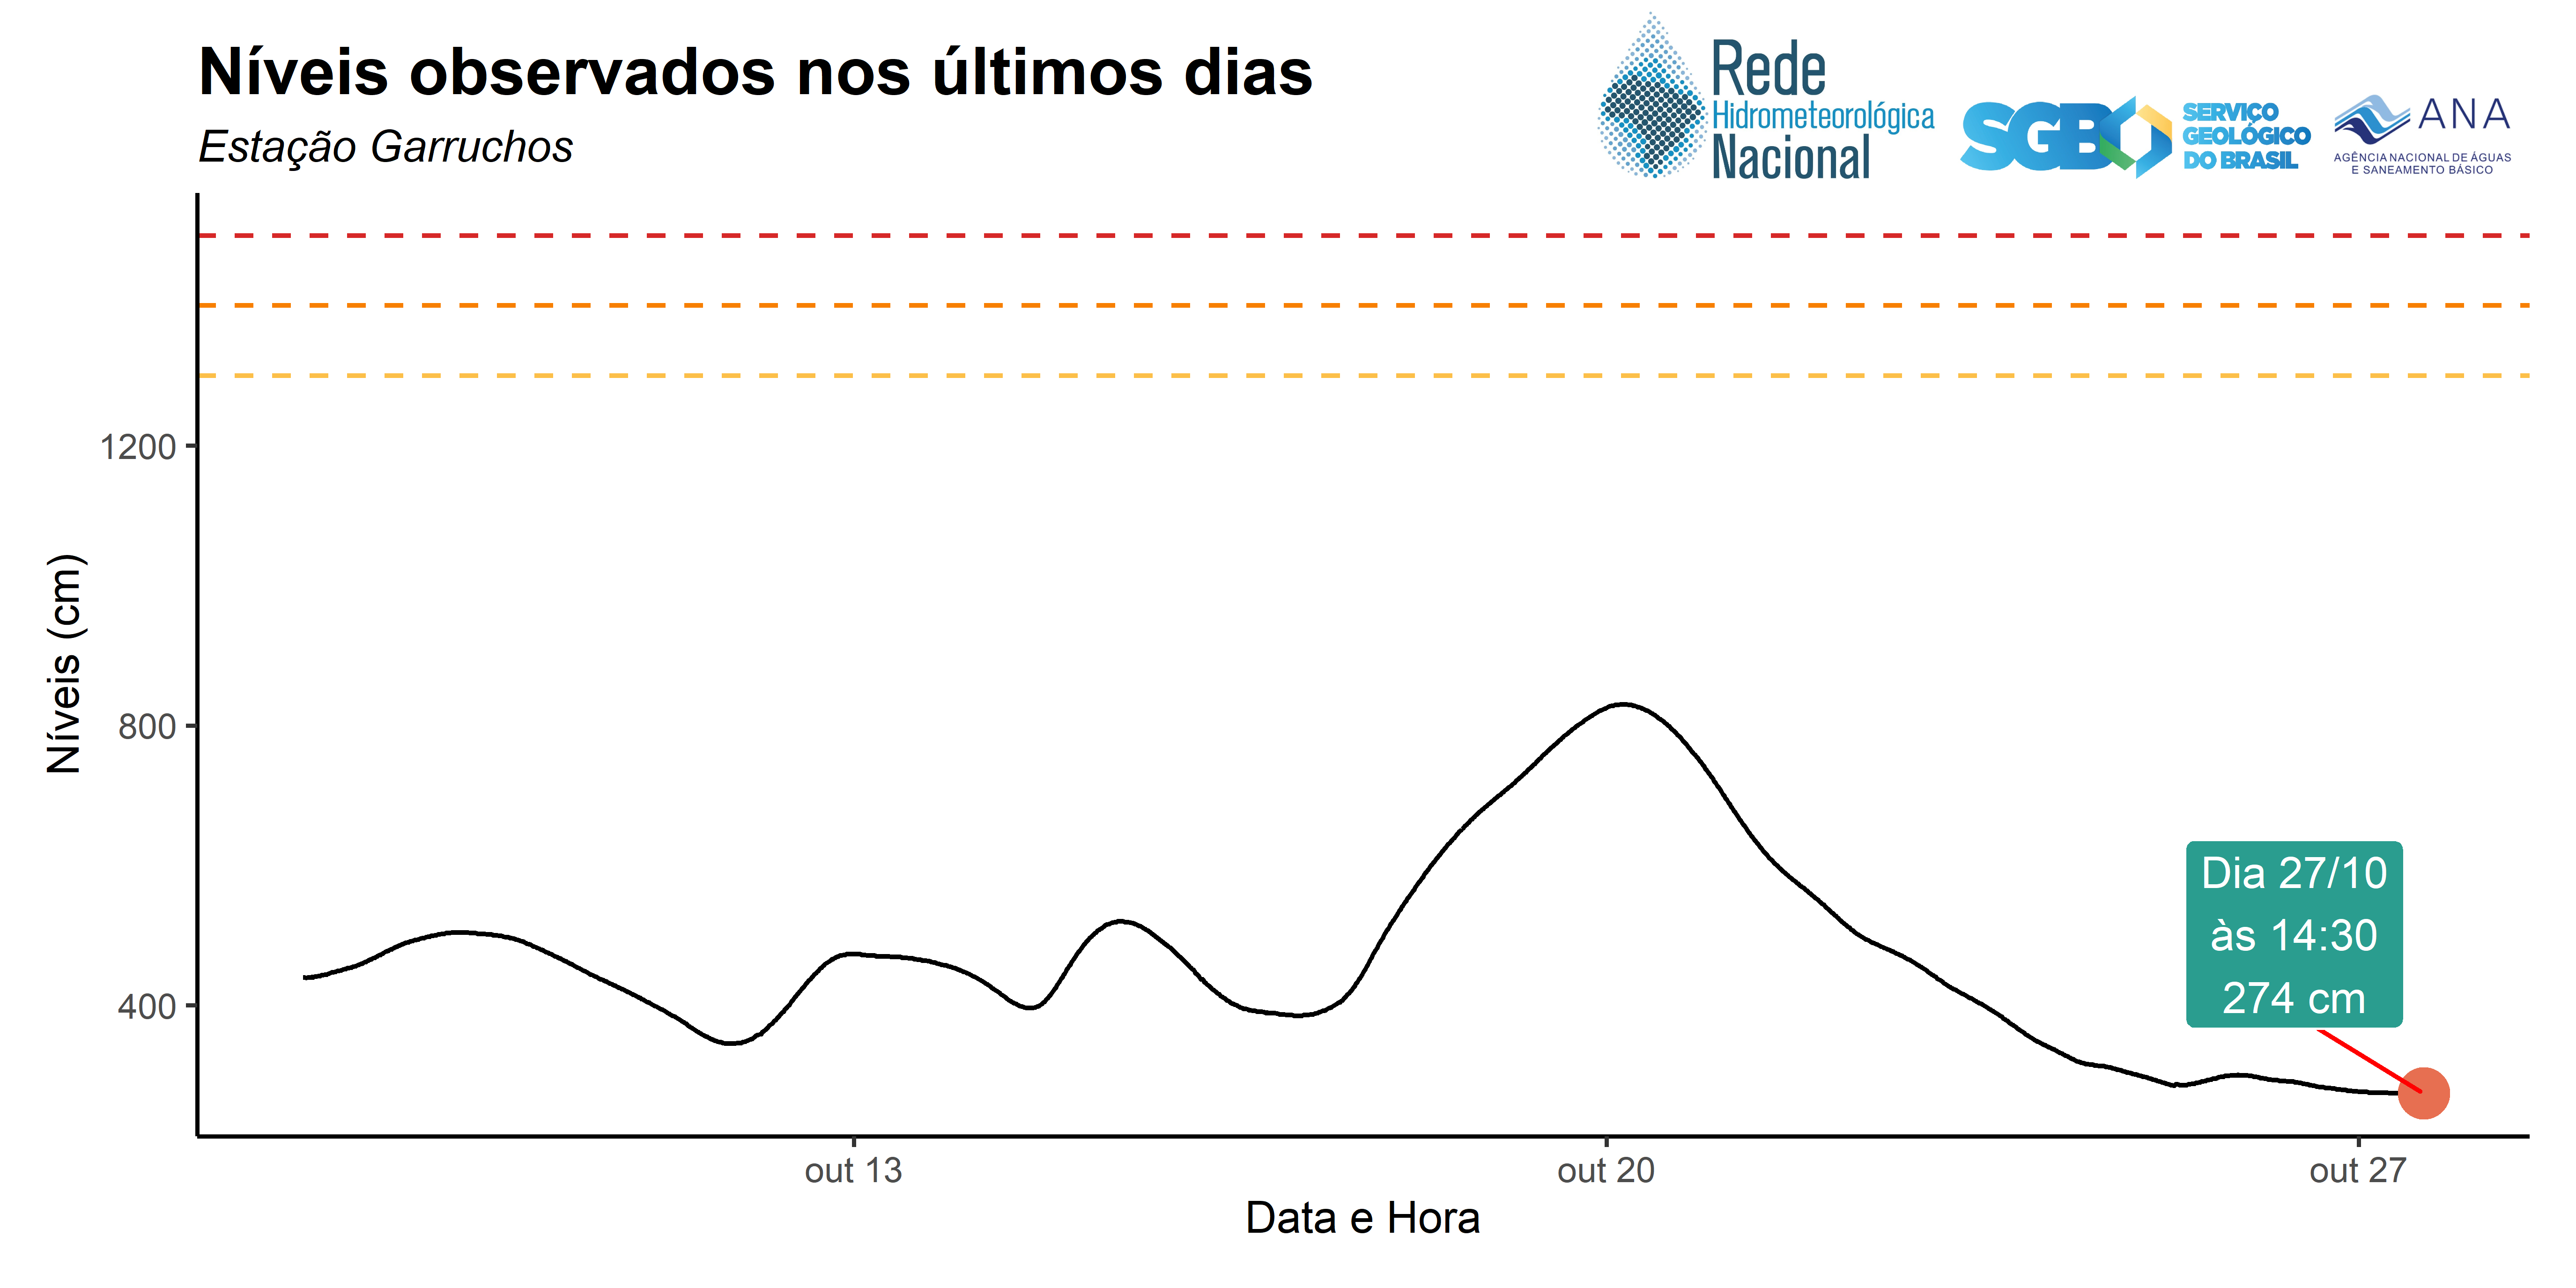 Níveis observados nos últimos dias
Estação Garruchos
Rede
Hidrometeorológica
Nacional
SGB
SERVIÇO
GEOLÓGICO
DO BRASIL
ANA
AGÊNCIA NACIONAL DE ÁGUAS
E SANEAMENTO BÁSICO
Níveis (cm)
1200
800
400
Dia 27/10
às 14:30
274 cm
out 13
out 20
out 27
Data e Hora